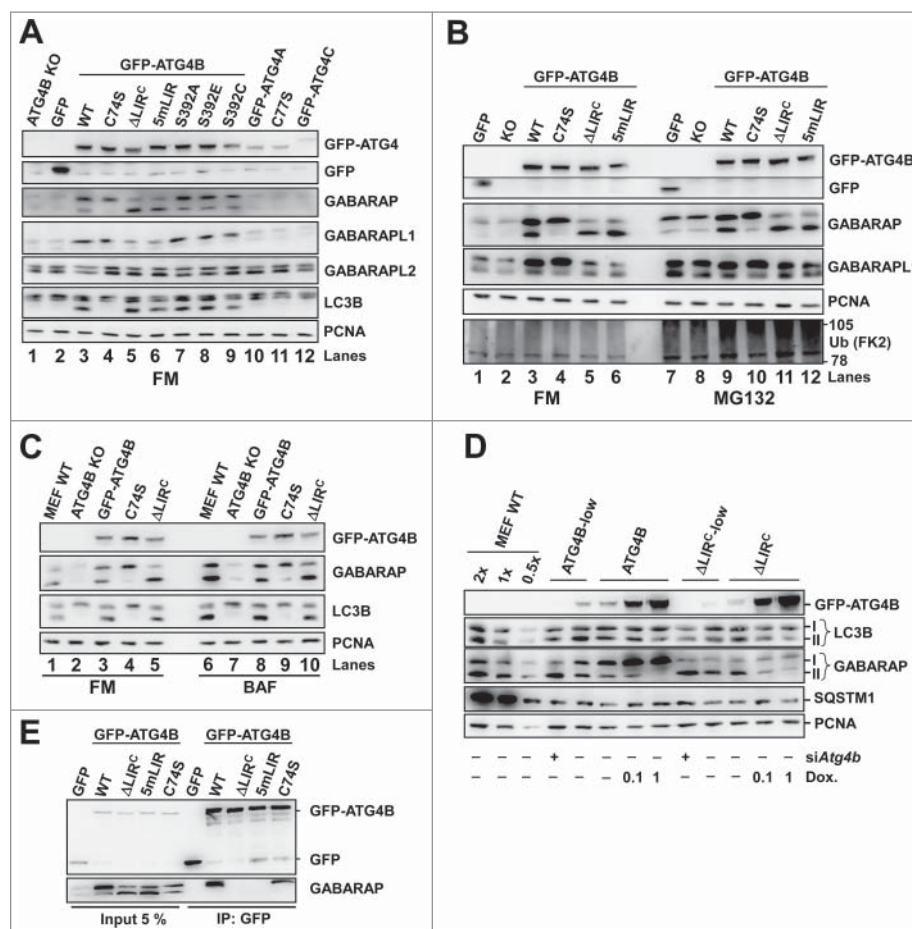 A
GFP-ATG4B
ATG4B KO
GFP
WT
C74S
ΔLIRᶜ
5mLIR
S392A
S392E
S392C
GFP-ATG4A
C77S
GFP-ATG4C
GFP-ATG4
GFP
GABARAP
GABARAPL1
GABARAPL2
LC3B
PCNA
1 2 3 4 5 6 7 8 9 10 11 12 Lanes
FM
B
GFP-ATG4B GFP-ATG4B
GFP KO WT C74S ΔLIRᶜ 5mLIR GFP KO WT C74S ΔLIRᶜ 5mLIR
GFP-ATG4B
GFP
GABARAP
GABARAPL
PCNA
105
Ub (FK2)
78
1 2 3 4 5 6 7 8 9 10 11 12 Lanes
FM MG132
C
MEF WT ATG4B KO GFP-ATG4B C74S ΔLIRᶜ MEF WT ATG4B KO GFP-ATG4B C74S ΔLIRᶜ
GFP-ATG4B
GABARAP
LC3B
PCNA
1 2 3 4 5 6 7 8 9 10 Lanes
FM BAF
D
MEF WT ATG4B-low ATG4B ΔLIRᶜ-low ΔLIRᶜ
2x 1x 0.5x
GFP-ATG4B
I
II
LC3B
I
II
GABARAP
SQSTM1
PCNA
– – – + – – – – + – – – – siAtg4b
– – – – – – 0.1 1 – – – 0.1 1 Dox.
E
GFP-ATG4B GFP-ATG4B
GFP WT ΔLIRᶜ 5mLIR C74S GFP WT ΔLIRᶜ 5mLIR C74S
GFP-ATG4B
GFP
GABARAP
Input 5 % IP: GFP